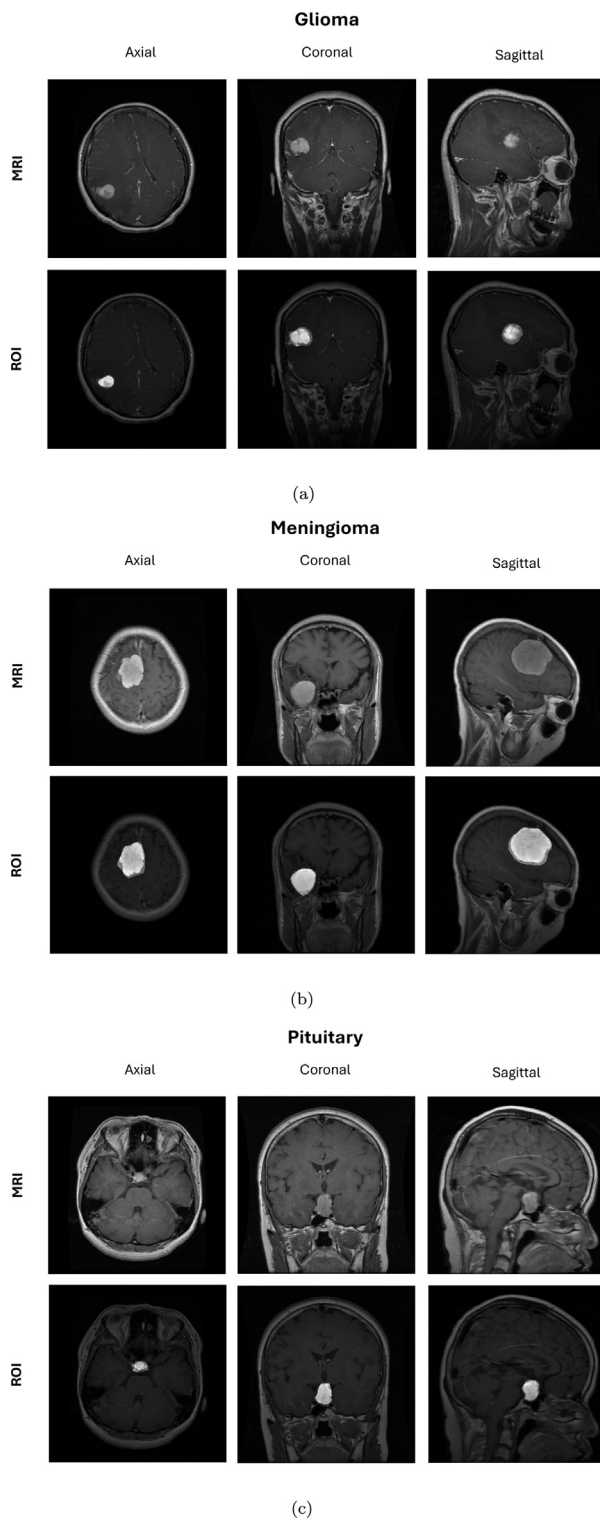 Glioma
Axial Coronal Sagittal
MRI
ROI
(a)
Meningioma
Axial Coronal Sagittal
MRI
ROI
(b)
Pituitary
Axial Coronal Sagittal
MRI
ROI
(c)